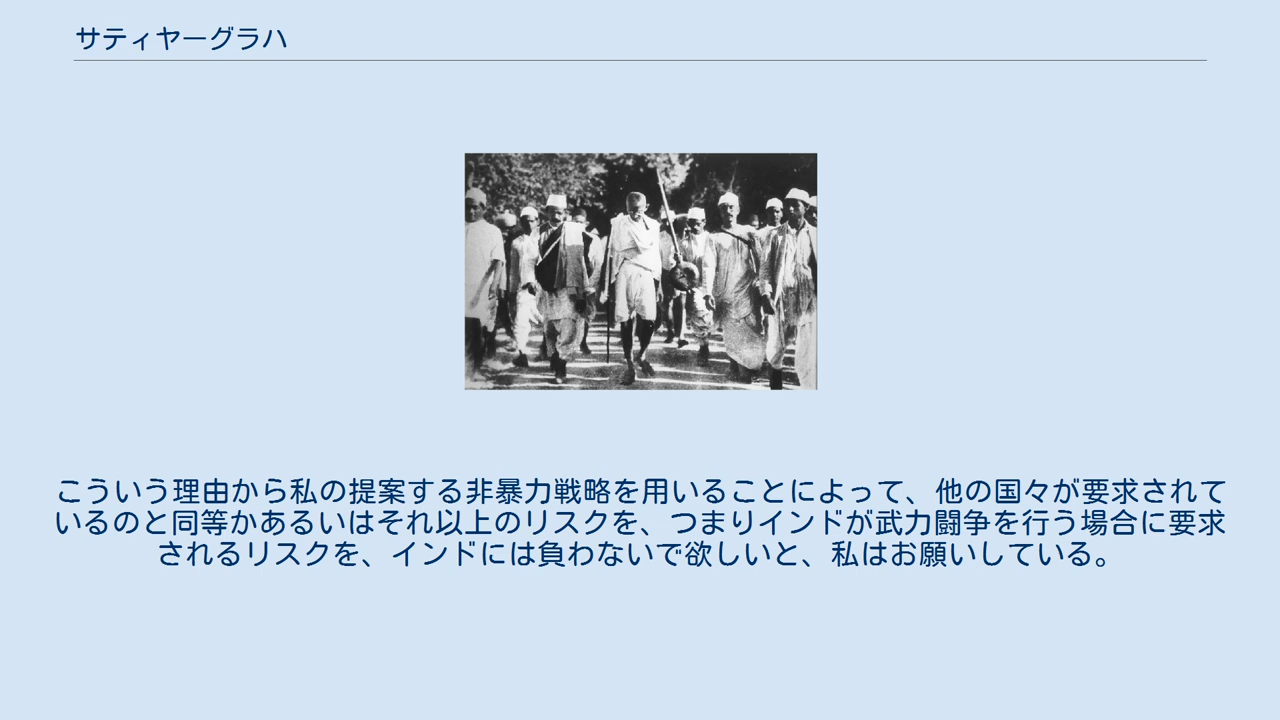 サティヤーグラハ
こういう理由から私の提案する非暴力戦略を用いることによって、他の国々が要求されて
いるのと同等かあるいはそれ以上のリスクを、つまりインドが武力闘争を行う場合に要求
されるリスクを、インドには負わないで欲しいと、私はお願いしている。